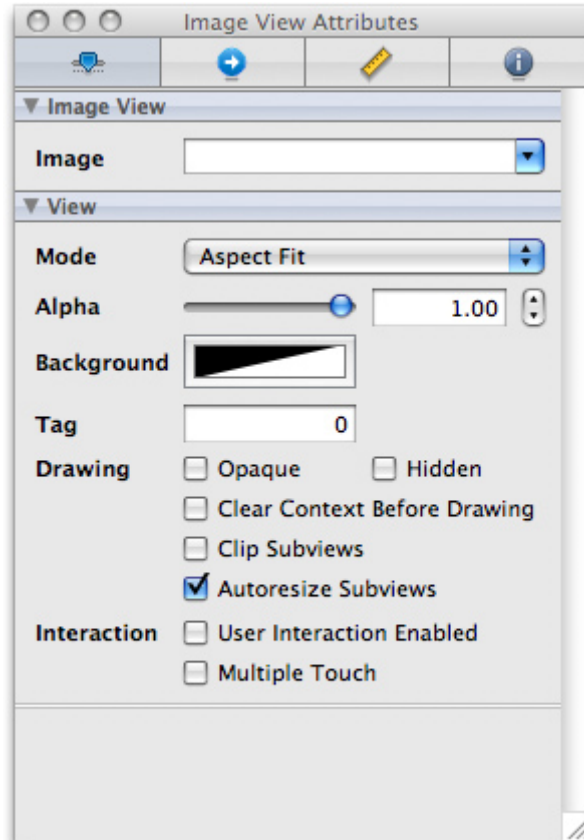 Image View Attributes
Image View
Image
View
Mode Aspect Fit
Alpha 1.00
Background
Tag 0
Drawing Opaque Hidden
Clear Context Before Drawing
Clip Subviews
Autoresize Subviews
Interaction User Interaction Enabled
Multiple Touch